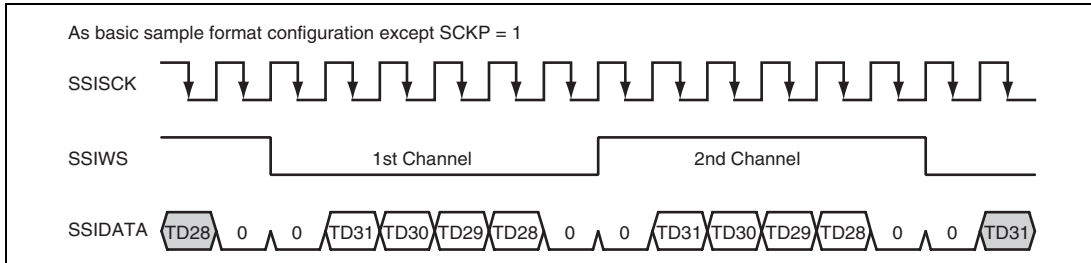 As basic sample format configuration except SCKP = 1
SSISCK
SSIWS 1st Channel 2nd Channel
SSIDATA TD28 0 0 TD31 TD30 TD29 TD28 0 0 TD31 TD30 TD29 TD28 0 0 TD31